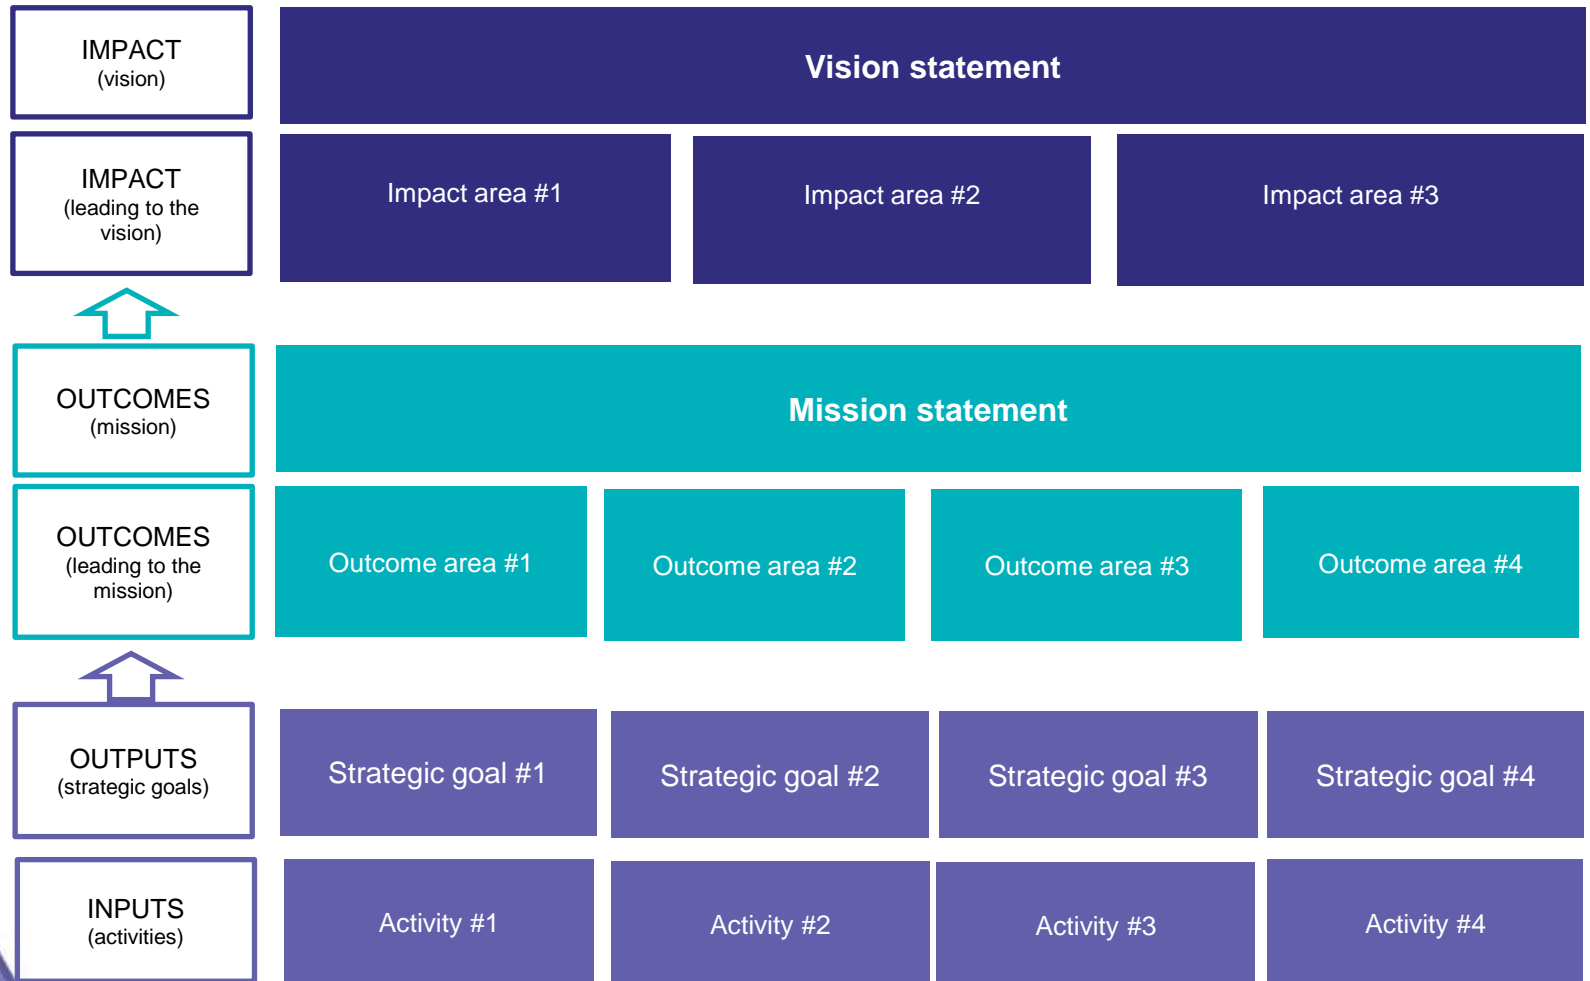 IMPACT
(vision)
Vision statement
IMPACT
(leading to the
vision)
Impact area #1
Impact area #2
Impact area #3
OUTCOMES
(mission)
Mission statement
OUTCOMES
(leading to the
mission)
Outcome area #1
Outcome area #2
Outcome area #3
Outcome area #4
OUTPUTS
(strategic goals)
Strategic goal #1
Strategic goal #2
Strategic goal #3
Strategic goal #4
INPUTS
(activities)
Activity #1
Activity #2
Activity #3
Activity #4